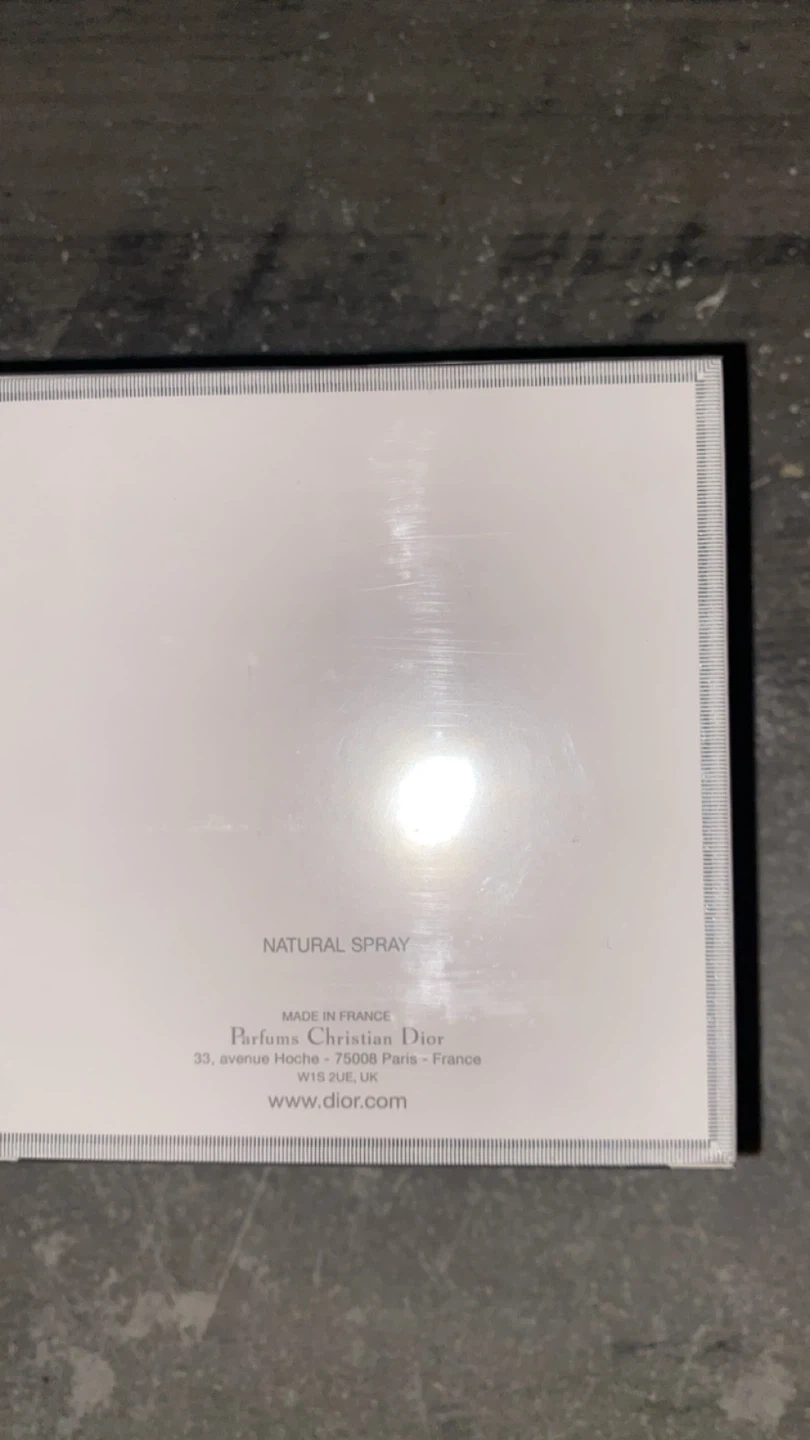 NATURAL SPRAY
MADE IN FRANCE
Parfums Christian Dior
33, avenue Hoche - 75008 Paris - France
W1S 2UE, UK
www.dior.com